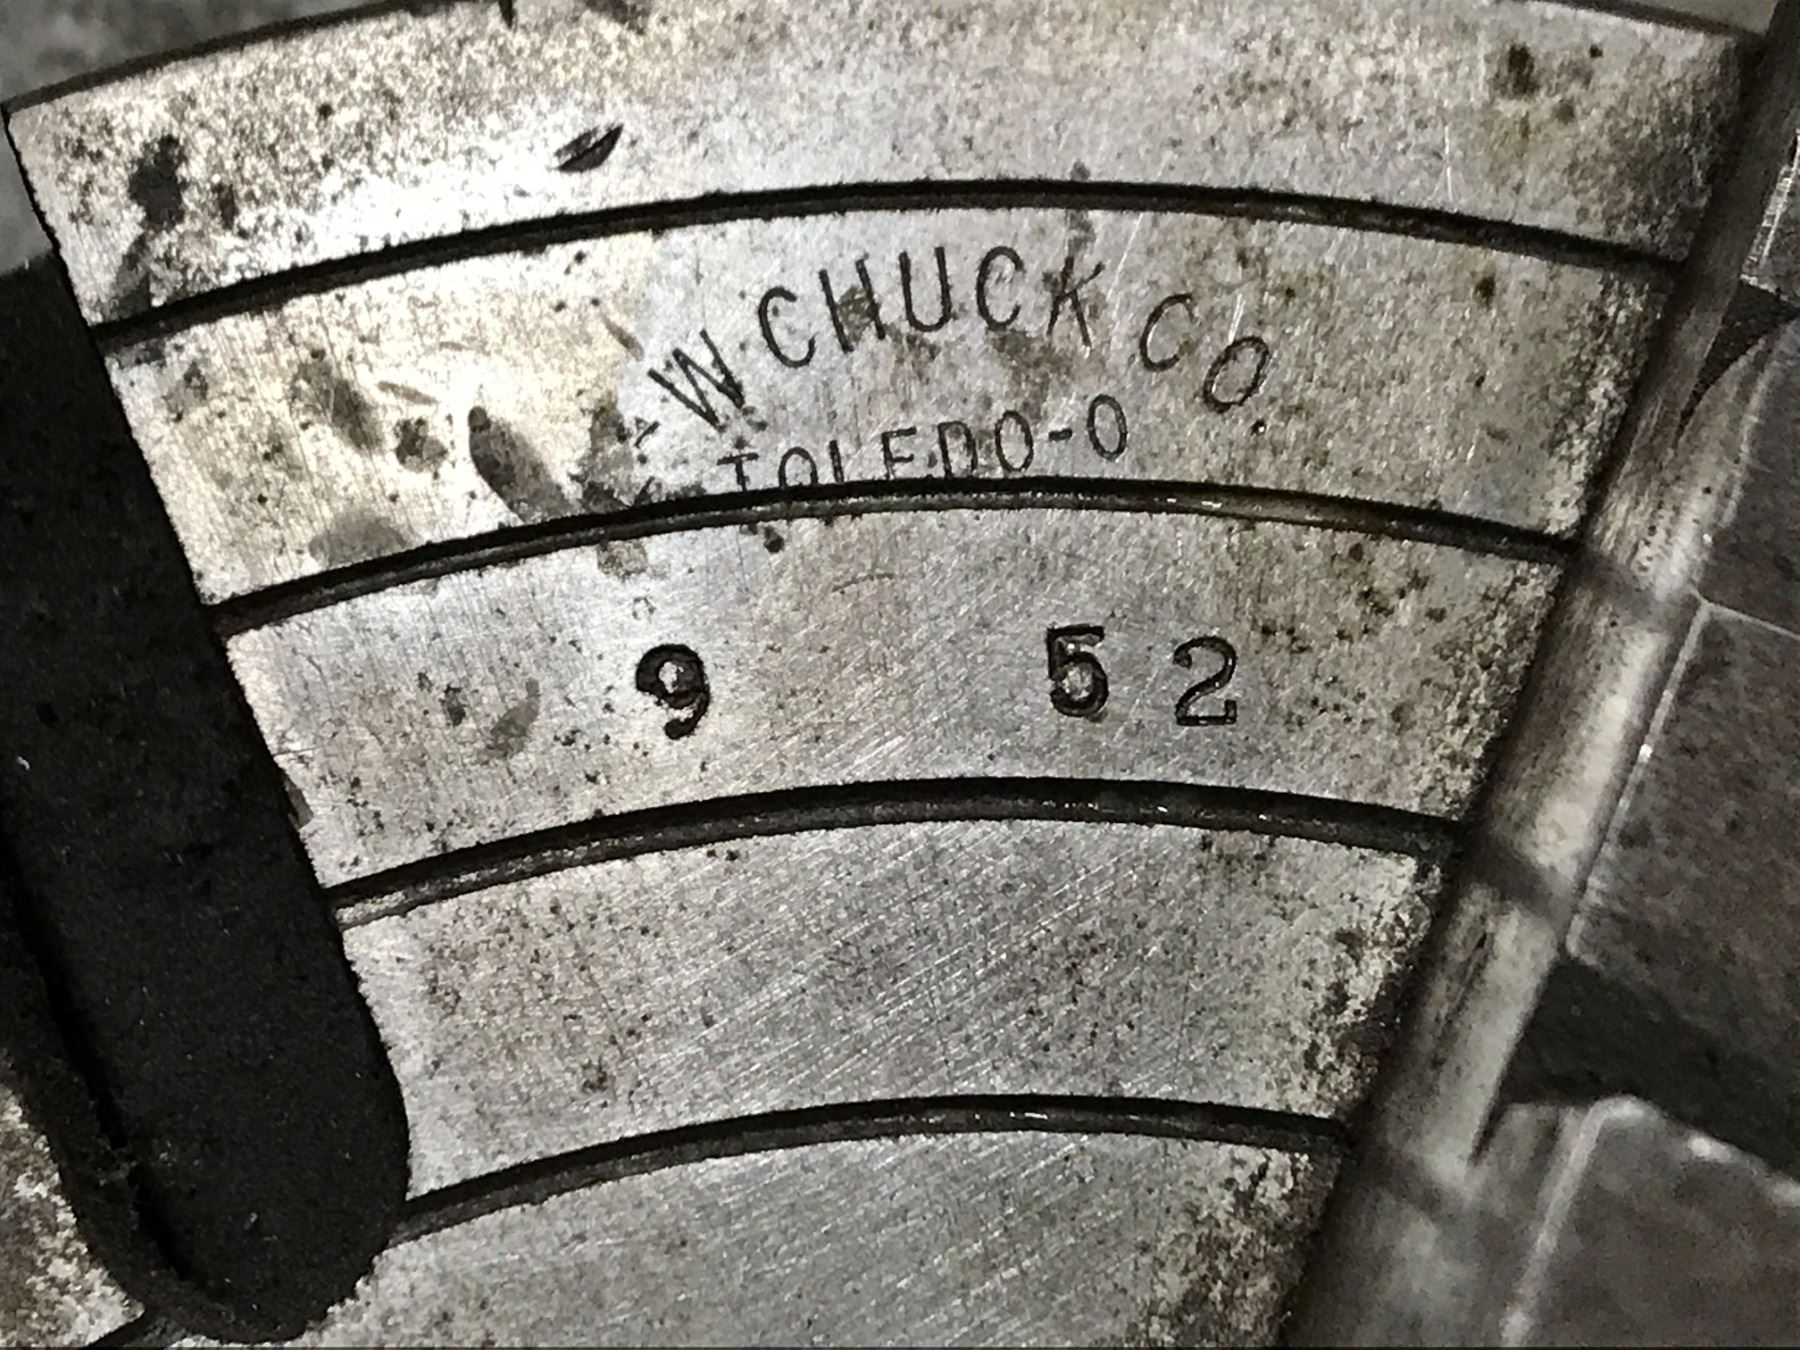 W CHUCK CO.
TOLEDO-O
9 52